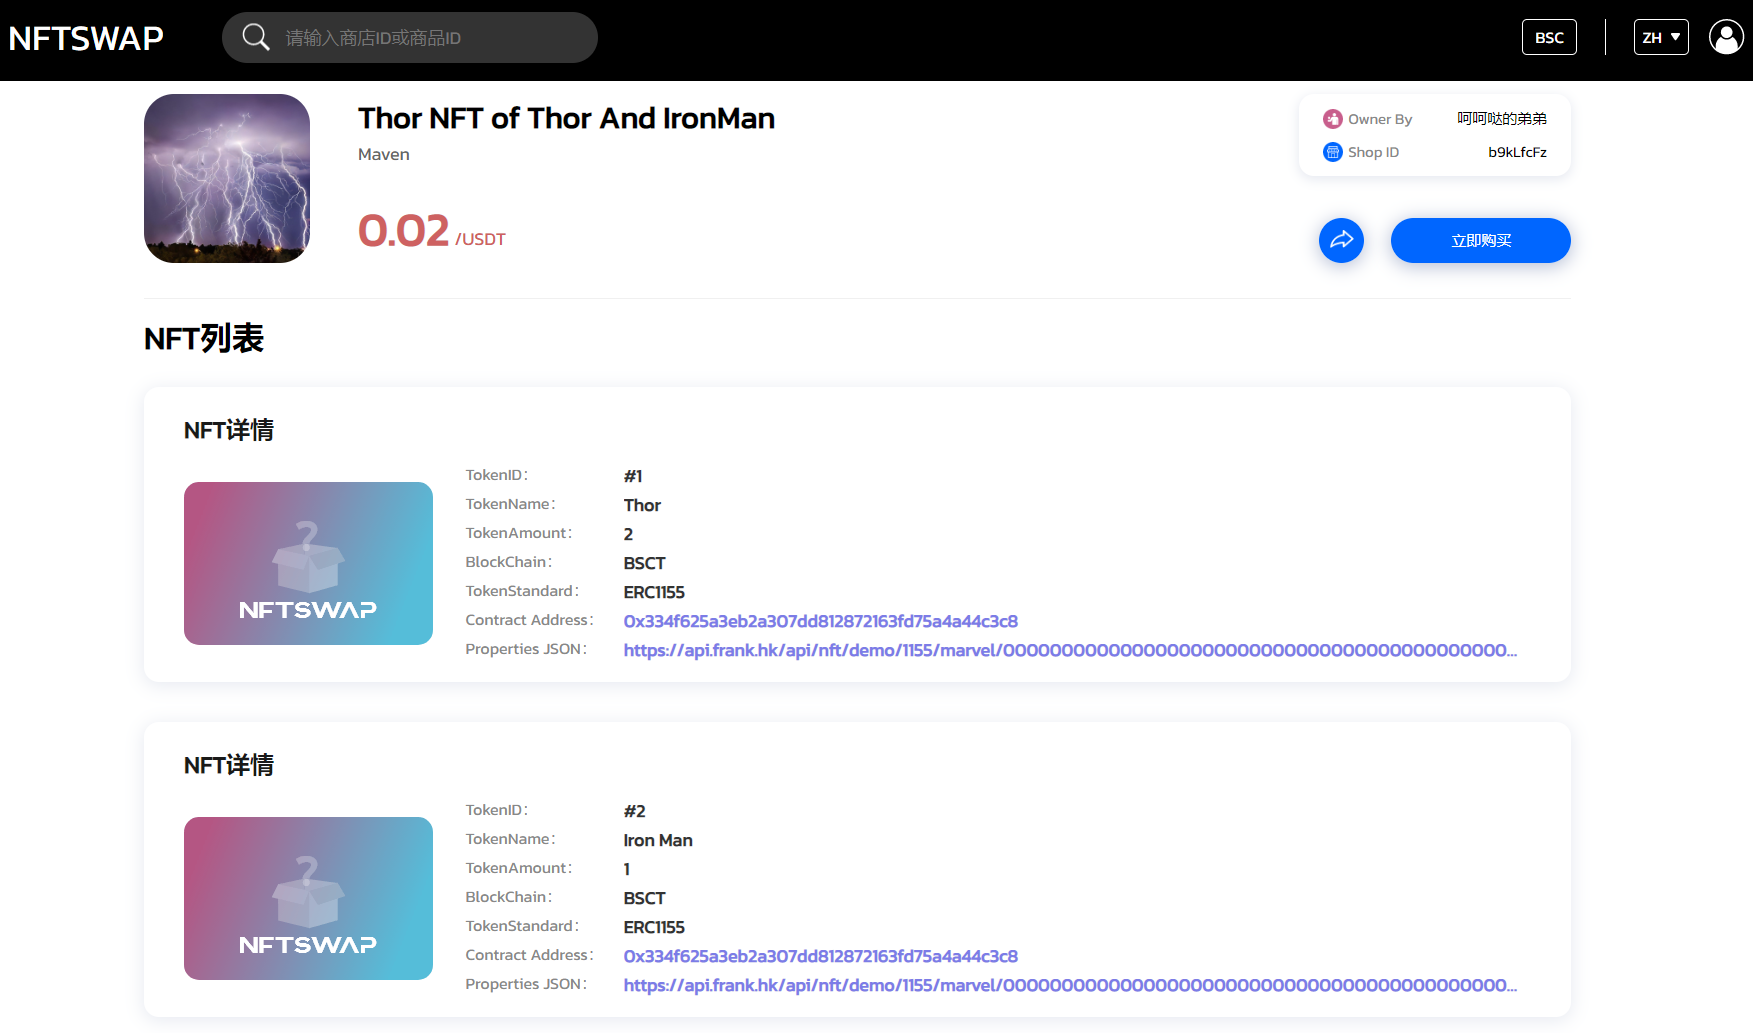 NFTSWAP
请输入商店ID或商品ID
BSC
ZH
Thor NFT of Thor And IronMan
Maven
0.02 /USDT
Owner By 呵呵哒的弟弟
Shop ID b9kLfcFz
立即购买
NFT列表
NFT详情
NFTSWAP
TokenID: #1
TokenName: Thor
TokenAmount: 2
BlockChain: BSCT
TokenStandard: ERC1155
Contract Address: 0x334f625a3eb2a307dd812872163fd75a4a44c3c8
Properties JSON: https://api.frank.hk/api/nft/demo/1155/marvel/0000000000000000000000000000000000000000000...
NFT详情
NFTSWAP
TokenID: #2
TokenName: Iron Man
TokenAmount: 1
BlockChain: BSCT
TokenStandard: ERC1155
Contract Address: 0x334f625a3eb2a307dd812872163fd75a4a44c3c8
Properties JSON: https://api.frank.hk/api/nft/demo/1155/marvel/0000000000000000000000000000000000000000000...